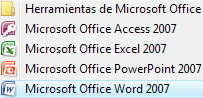 Herramientas de Microsoft Office
Microsoft Office Access 2007
Microsoft Office Excel 2007
Microsoft Office PowerPoint 2007
Microsoft Office Word 2007